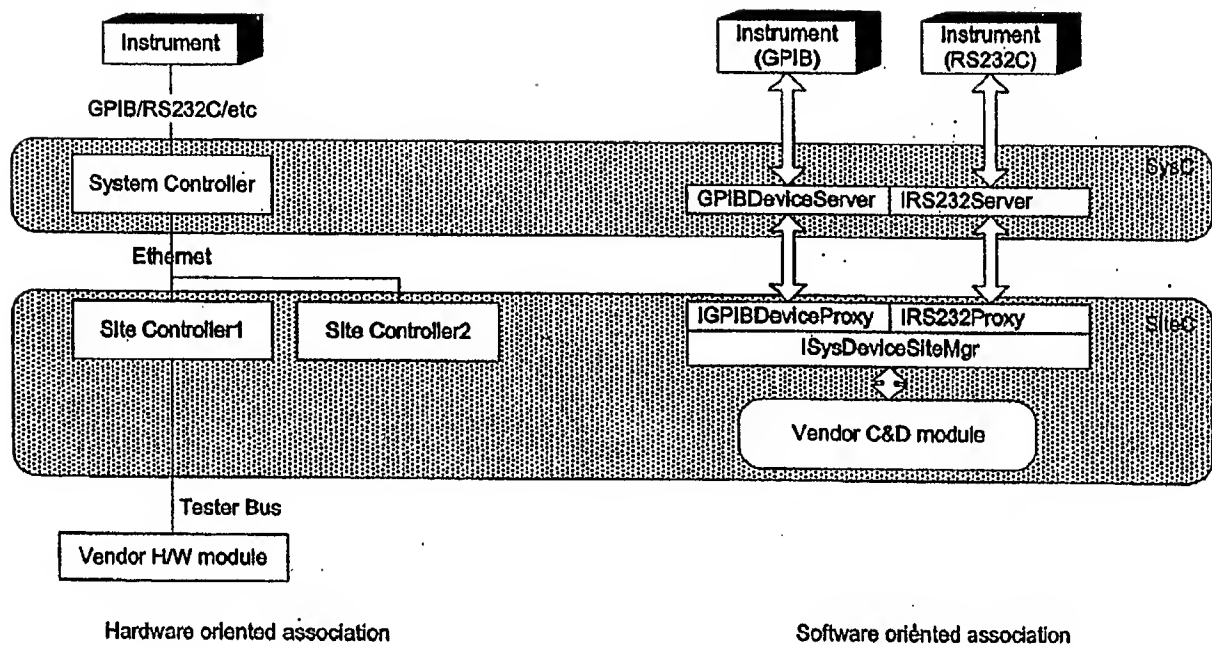 Instrument
Instrument
(GPIB)
Instrument
(RS232C)
GPIB/RS232C/etc
SysC
System Controller
GPIBDeviceServer
IRS232Server
Ethernet
SiteC
Site Controller1
Site Controller2
IGPIBDeviceProxy
IRS232Proxy
ISysDeviceSiteMgr
Vendor C&D module
Tester Bus
Vendor H/W module
Hardware oriented association
Software oriented association